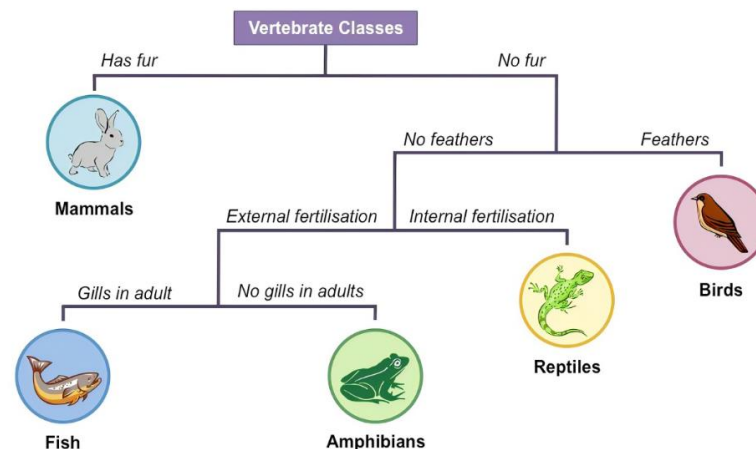 Vertebrate Classes
Has fur
No fur
Mammals
No feathers
Feathers
Birds
External fertilisation
Internal fertilisation
Reptiles
Gills in adult
No gills in adults
Fish
Amphibians